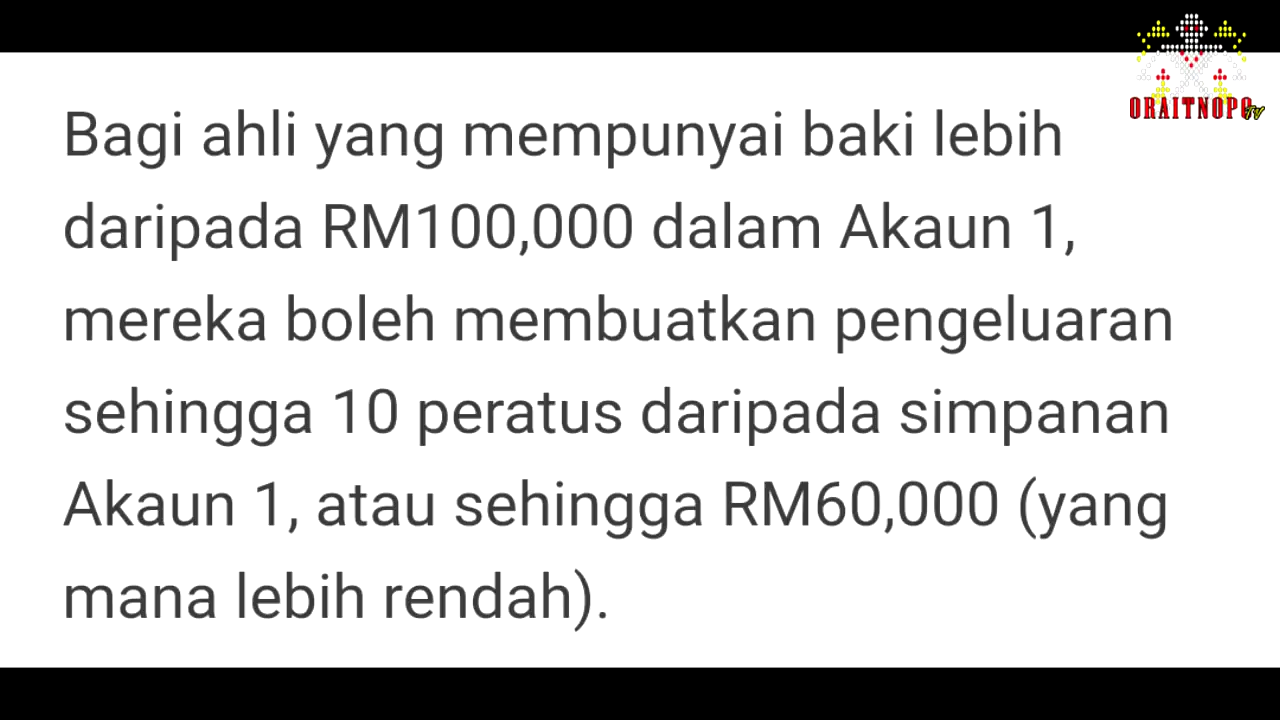 ORAITNOPO TV
Bagi ahli yang mempunyai baki lebih
daripada RM100,000 dalam Akaun 1,
mereka boleh membuatkan pengeluaran
sehingga 10 peratus daripada simpanan
Akaun 1, atau sehingga RM60,000 (yang
mana lebih rendah).